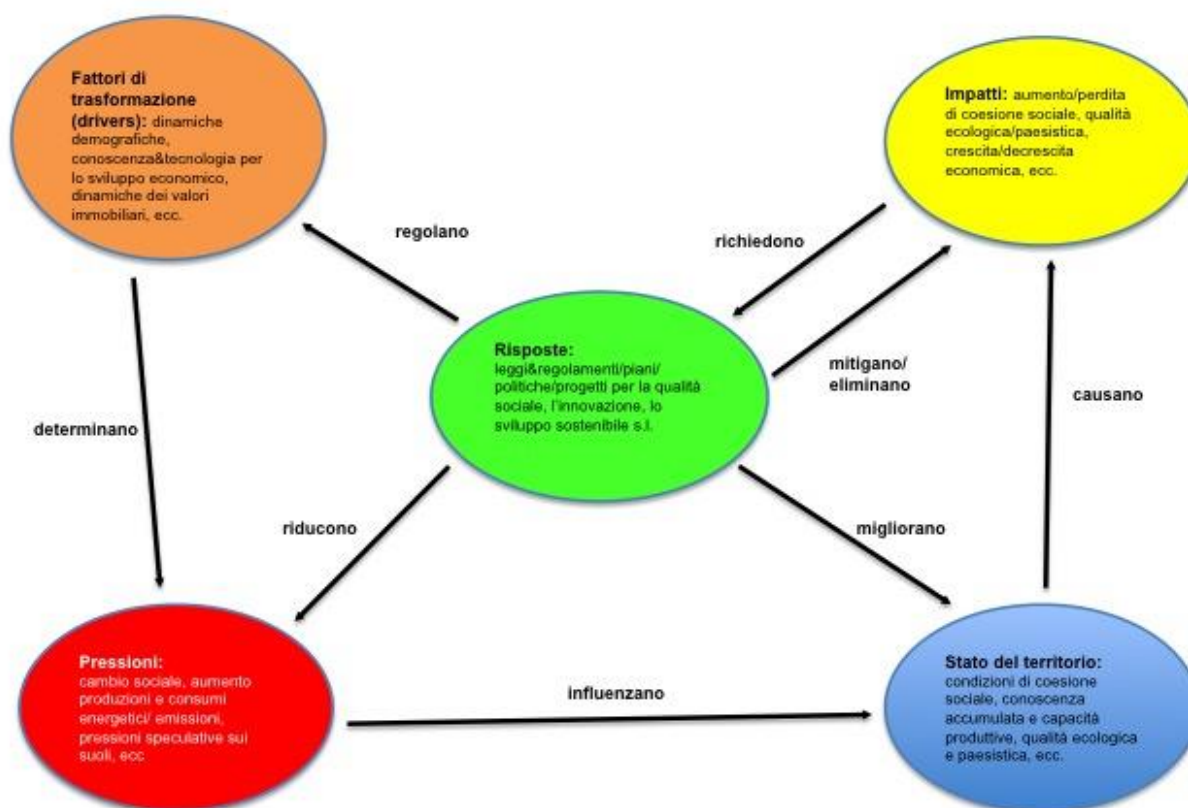 Fattori di
trasformazione
(drivers): dinamiche
demografiche,
conoscenza&tecnologia per
lo sviluppo economico,
dinamiche dei valori
immobiliari, ecc.
Impatti: aumento/perdita
di coesione sociale, qualità
ecologica/paesistica,
crescita/decrescita
economica, ecc.
regolano
richiedono
Risposte:
leggi&regolamenti/piani/
politiche/progetti per la qualità
sociale, l'innovazione, lo
sviluppo sostenibile s.l.
mitigano/
eliminano
causano
determinano
riducono
migliorano
Pressioni:
cambio sociale, aumento
produzioni e consumi
energetici/ emissioni,
pressioni speculative sui
suoli, ecc
influenzano
Stato del territorio:
condizioni di coesione
sociale, conoscenza
accumulata e capacità
produttive, qualità ecologica
e paesistica, ecc.